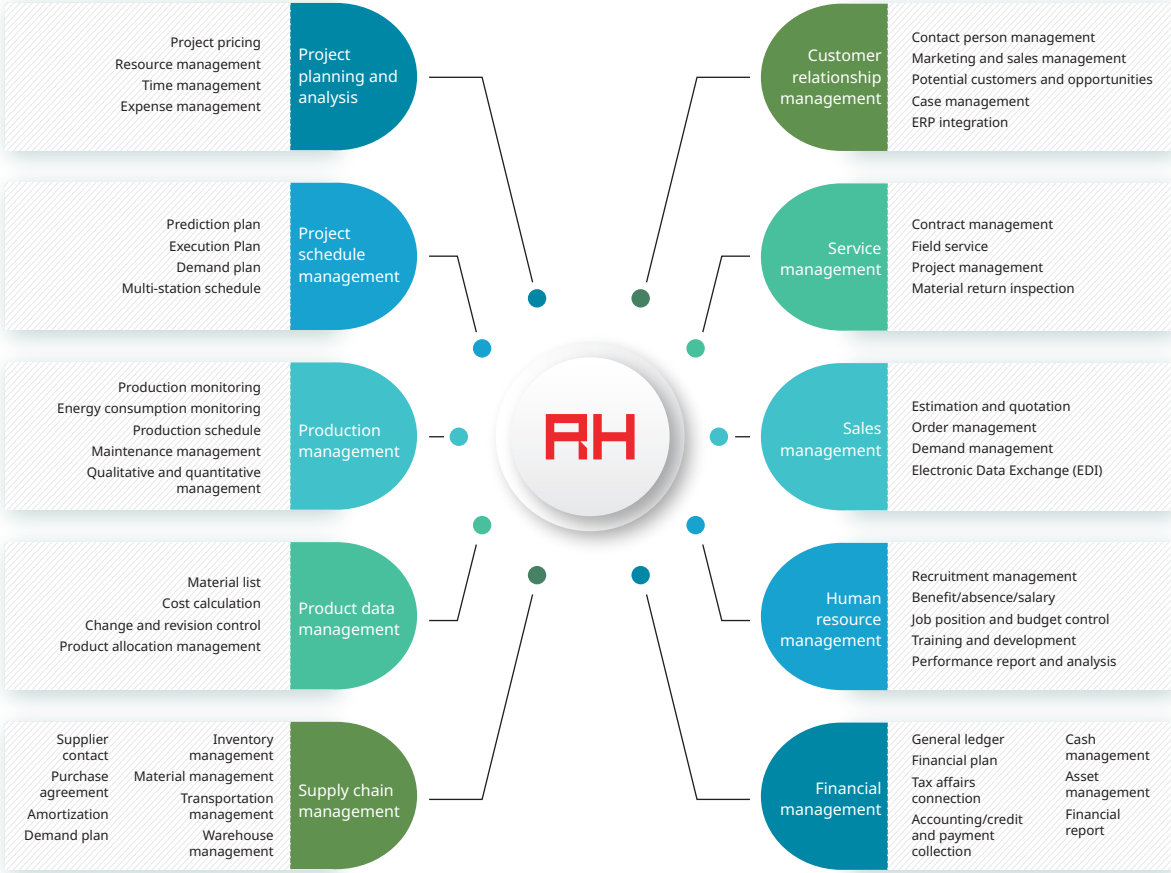 Project pricing
Resource management
Time management
Expense management
Project
planning and
analysis
Customer
relationship
management
Contact person management
Marketing and sales management
Potential customers and opportunities
Case management
ERP integration
Prediction plan
Execution Plan
Demand plan
Multi-station schedule
Project
schedule
management
Service
management
Contract management
Field service
Project management
Material return inspection
Production monitoring
Energy consumption monitoring
Production schedule
Maintenance management
Qualitative and quantitative
management
Production
management
RH
Sales
management
Estimation and quotation
Order management
Demand management
Electronic Data Exchange (EDI)
Material list
Cost calculation
Change and revision control
Product allocation management
Product data
management
Human
resource
management
Recruitment management
Benefit/absence/salary
Job position and budget control
Training and development
Performance report and analysis
Supplier
contact
Purchase
agreement
Amortization
Demand plan
Inventory
management
Material management
Transportation
management
Warehouse
management
Supply chain
management
Financial
management
General ledger
Financial plan
Tax affairs
connection
Accounting/credit
and payment
collection
Cash
management
Asset
management
Financial
report